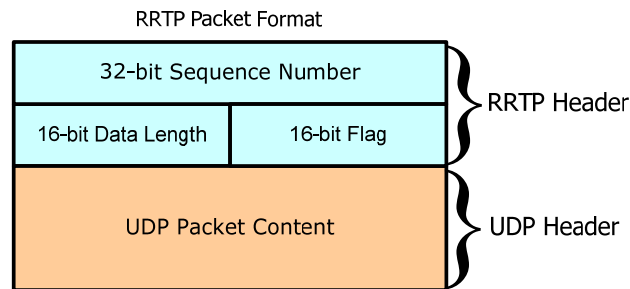 RRTP Packet Format
32-bit Sequence Number
RRTP Header
16-bit Data Length
16-bit Flag
UDP Packet Content
UDP Header